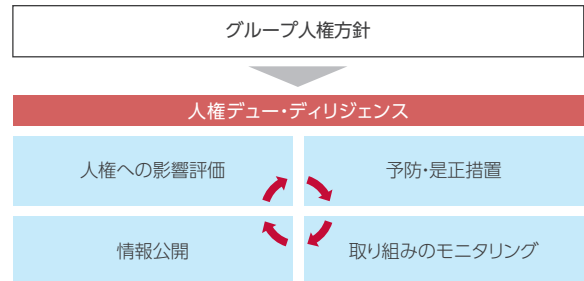 グループ人権方針
人権デュー・ディリジェンス
人権への影響評価
予防・是正措置
情報公開
取り組みのモニタリング